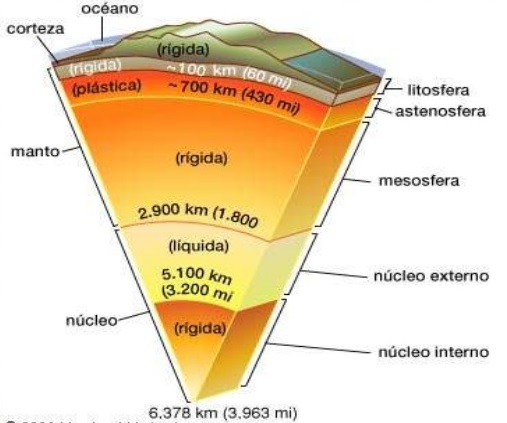 océano
corteza
(rígida)
(rígida)
~100 km (60 mi)
litosfera
(plástica)
~700 km (430 mi)
astenosfera
manto
(rígida)
mesosfera
2.900 km (1.800
(líquida)
5.100 km
(3.200 mi
núcleo externo
núcleo
(rígida)
núcleo interno
6,378 km (3.963 mi)